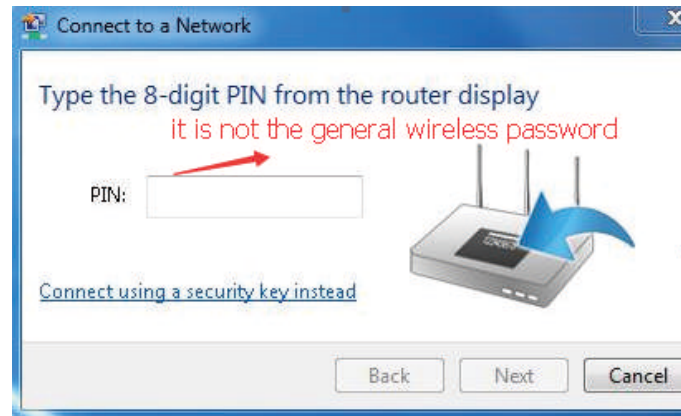 Connect to a Network
Type the 8-digit PIN from the router display
it is not the general wireless password
PIN:
Connect using a security key instead
Back Next Cancel